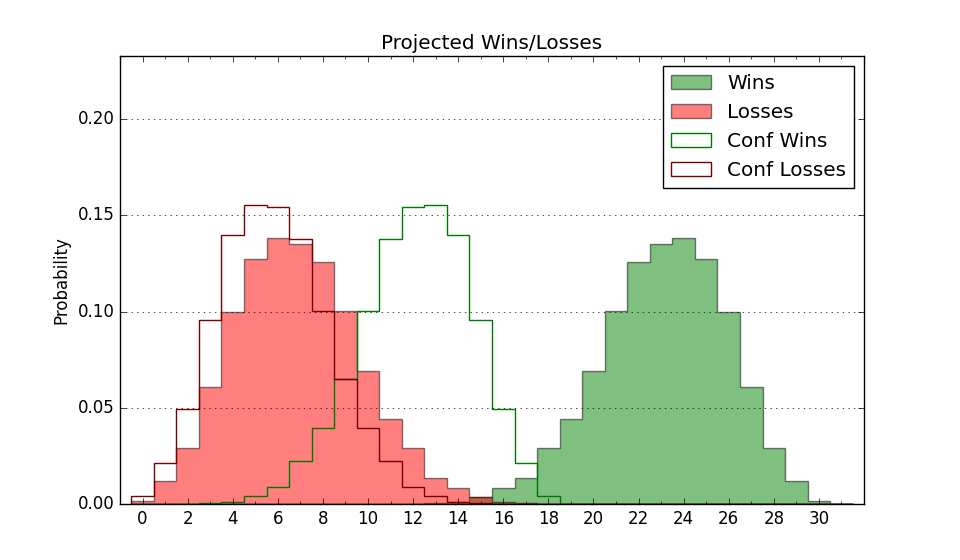 Projected Wins/Losses
Wins
Losses
Conf Wins
Conf Losses
Probability
0.20
0.15
0.10
0.05
0.00
0 2 4 6 8 10 12 14 16 18 20 22 24 26 28 30